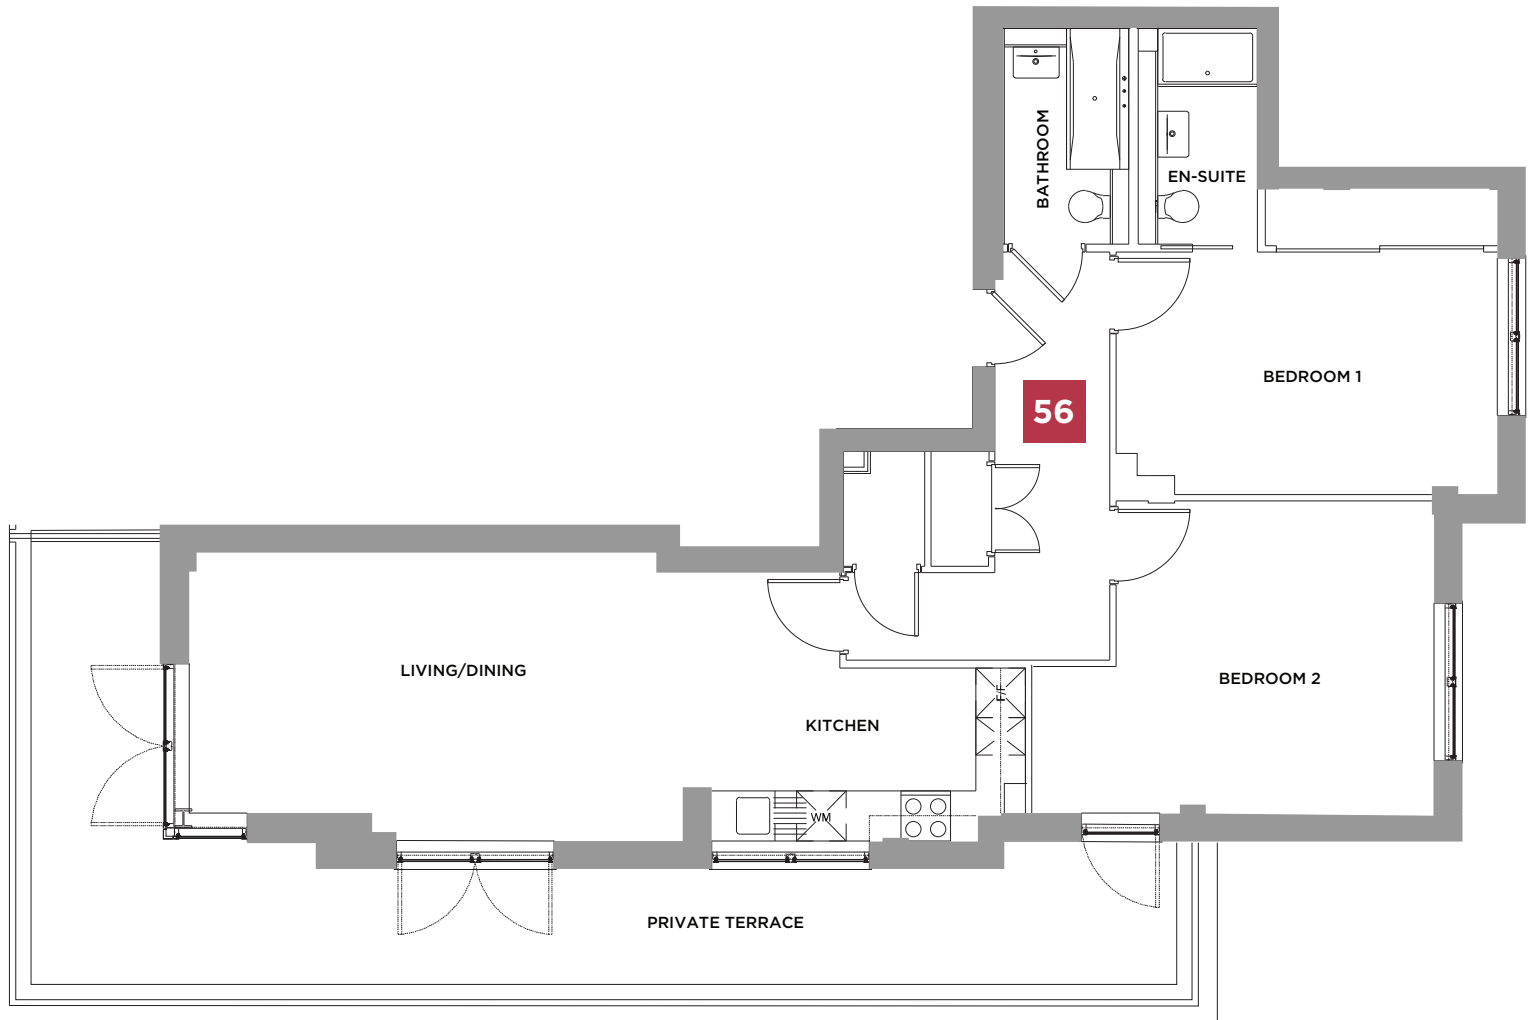 BATHROOM
EN-SUITE
BEDROOM 1
56
LIVING/DINING
KITCHEN
F/F
BEDROOM 2
WM
PRIVATE TERRACE